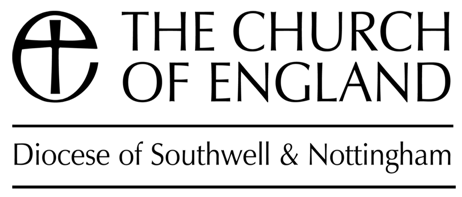 THE CHURCH
OF ENGLAND
Diocese of Southwell & Nottingham